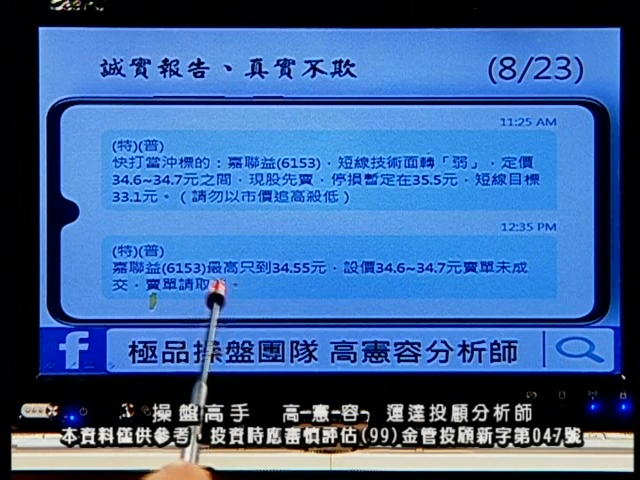 誠實報告、真實不欺 (8/23)
11:25 AM
(特)(普)
快打當沖標的：嘉聯益(6153)，短線技術面轉「弱」，定價
34.6~34.7元之間，現股先賣，停損暫定在35.5元，短線目標
33.1元。（請勿以市價追高殺低）
12:35 PM
(特)(普)
嘉聯益(6153)最高只到34.55元，設價34.6~34.7元賣單未成
交，賣單請取
f 極品操盤團隊 高憲容分析師
操盤高手 高憲容 運達投顧分析師
本資料僅供參考，投資時應審慎評估(99)金管投顧新字第047號